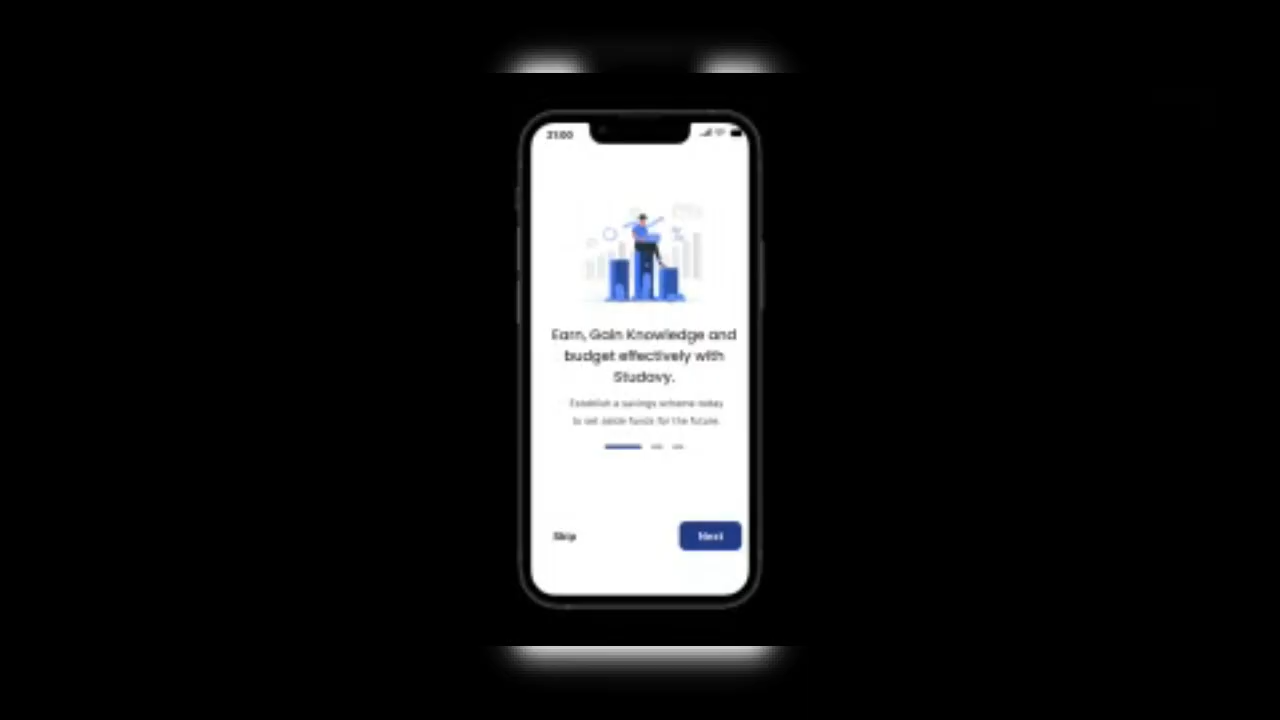 21:00
Earn, Gain Knowledge and
budget effectively with
Studavy.
Establish a savings scheme today
to set aside funds for the future.
Skip
Next